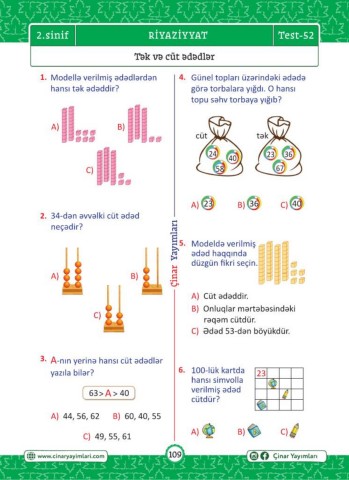 2.sinif
RİYAZİYYAT
Test-52
Tək və cüt ədədlər
1. Modellə verilmiş ədədlərdən
hansı tək ədəddir?
A)
B)
C)
2. 34-dən əvvəlki cüt ədəd
neçədir?
A)
B)
C)
3. A-nın yerinə hansı cüt ədədlər
yazıla bilər?
63> A > 40
A) 44, 56, 62 B) 60, 40, 55
C) 49, 55, 61
Çinar Yayımları
4. Günel topları üzərindəki ədədə
görə torbalara yığdı. O hansı
topu səhv torbaya yığıb?
cüt
tək
24
40
58
23
36
67
A) 23
B) 36
C) 40
5. Modeldə verilmiş
ədəd haqqında
düzgün fikri seçin.
A) Cüt ədəddir.
B) Onluqlar mərtəbəsindəki
rəqəm cütdür.
C) Ədəd 53-dən böyükdür.
6. 100-lük kartda
hansı simvolla
verilmiş ədəd
cütdür?
23
A)
B)
C)
www.cinaryayimlari.com
109
Çinar Yayımları